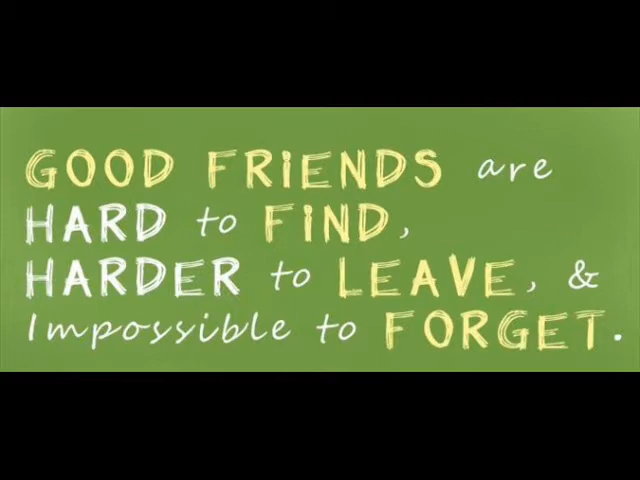 GOOD FRIENDS are
HARD to FIND,
HARDER to LEAVE, &
Impossible to FORGET.